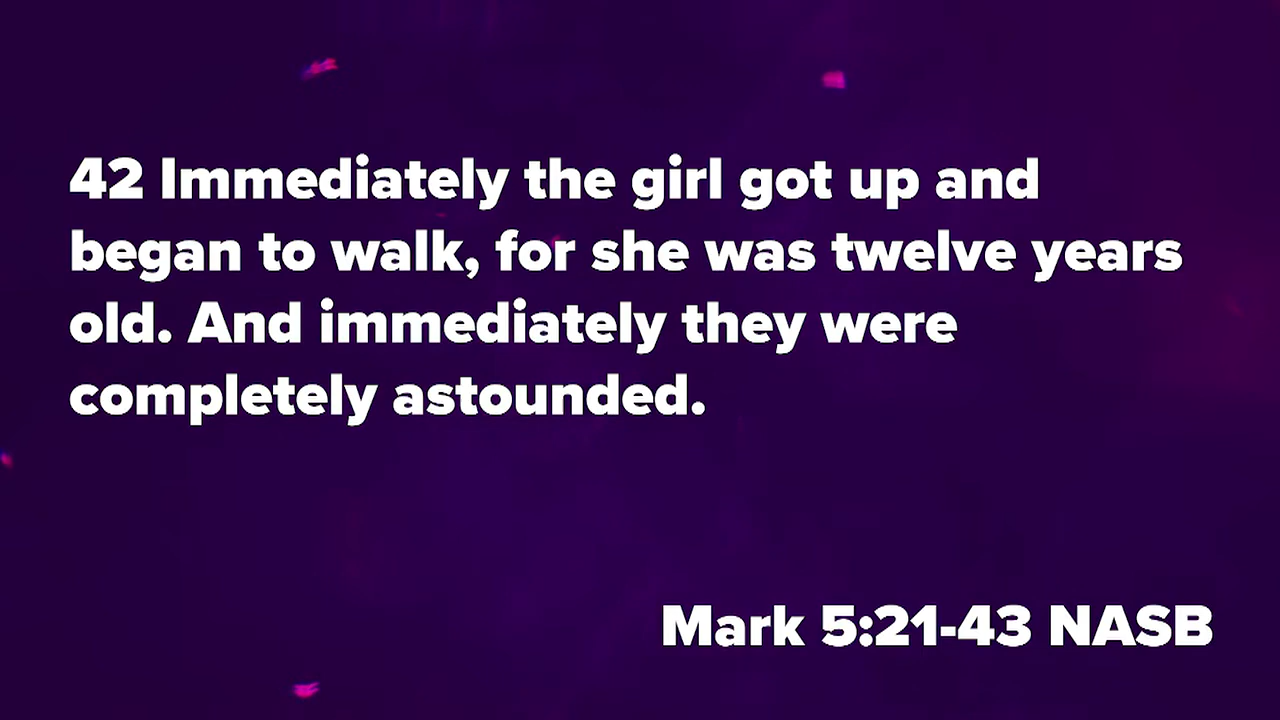 42 Immediately the girl got up and
began to walk, for she was twelve years
old. And immediately they were
completely astounded.
Mark 5:21-43 NASB